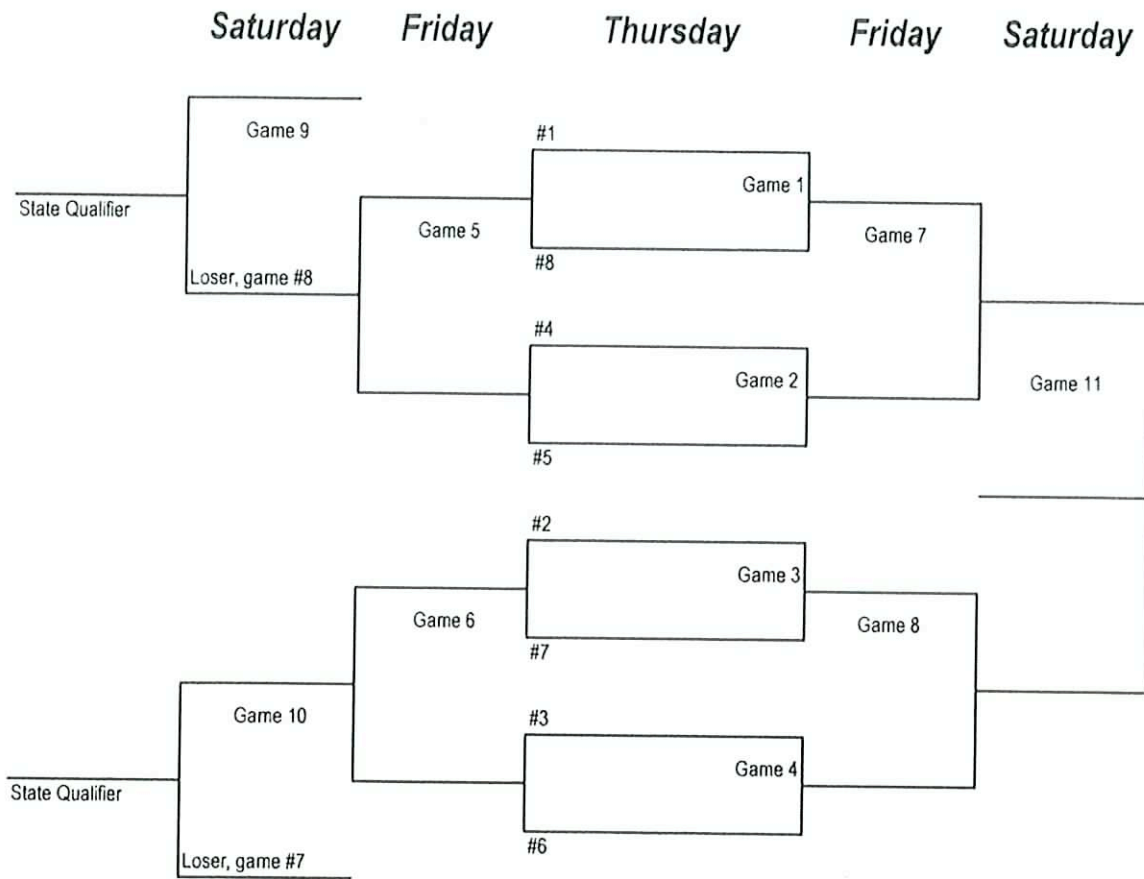 Saturday Friday Thursday Friday Saturday
Game 9
#1
Game 1
State Qualifier
Game 5
Game 7
#8
Loser, game #8
#4
Game 2
Game 11
#5
#2
Game 3
Game 6
Game 8
#7
Game 10
#3
Game 4
State Qualifier
#6
Loser, game #7